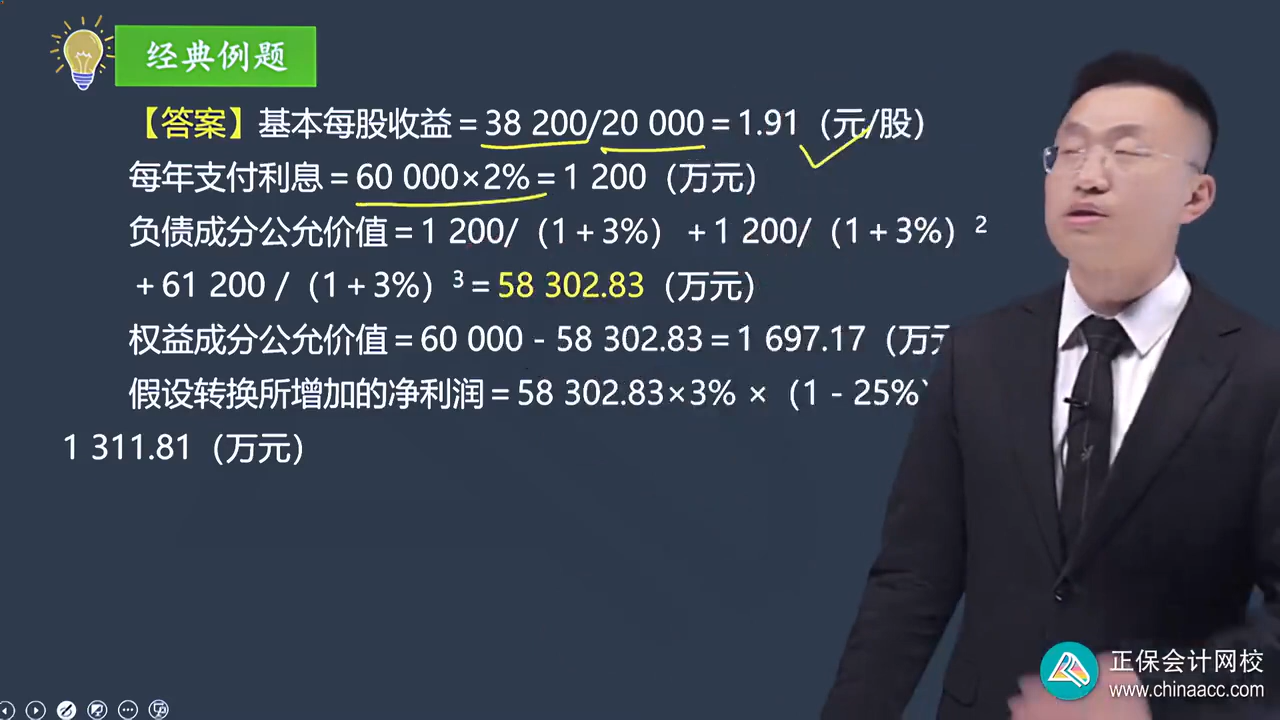 经典例题
【答案】基本每股收益＝38 200/20 000＝1.91（元/股）
每年支付利息＝60 000×2%＝1 200（万元）
负债成分公允价值＝1 200/（1＋3%）＋1 200/（1＋3%）²
＋61 200 /（1＋3%）³＝58 302.83（万元）
权益成分公允价值＝60 000－58 302.83＝1 697.17（万元
假设转换所增加的净利润＝58 302.83×3% ×（1－25%）
1 311.81（万元）
正保会计网校
www.chinaacc.com